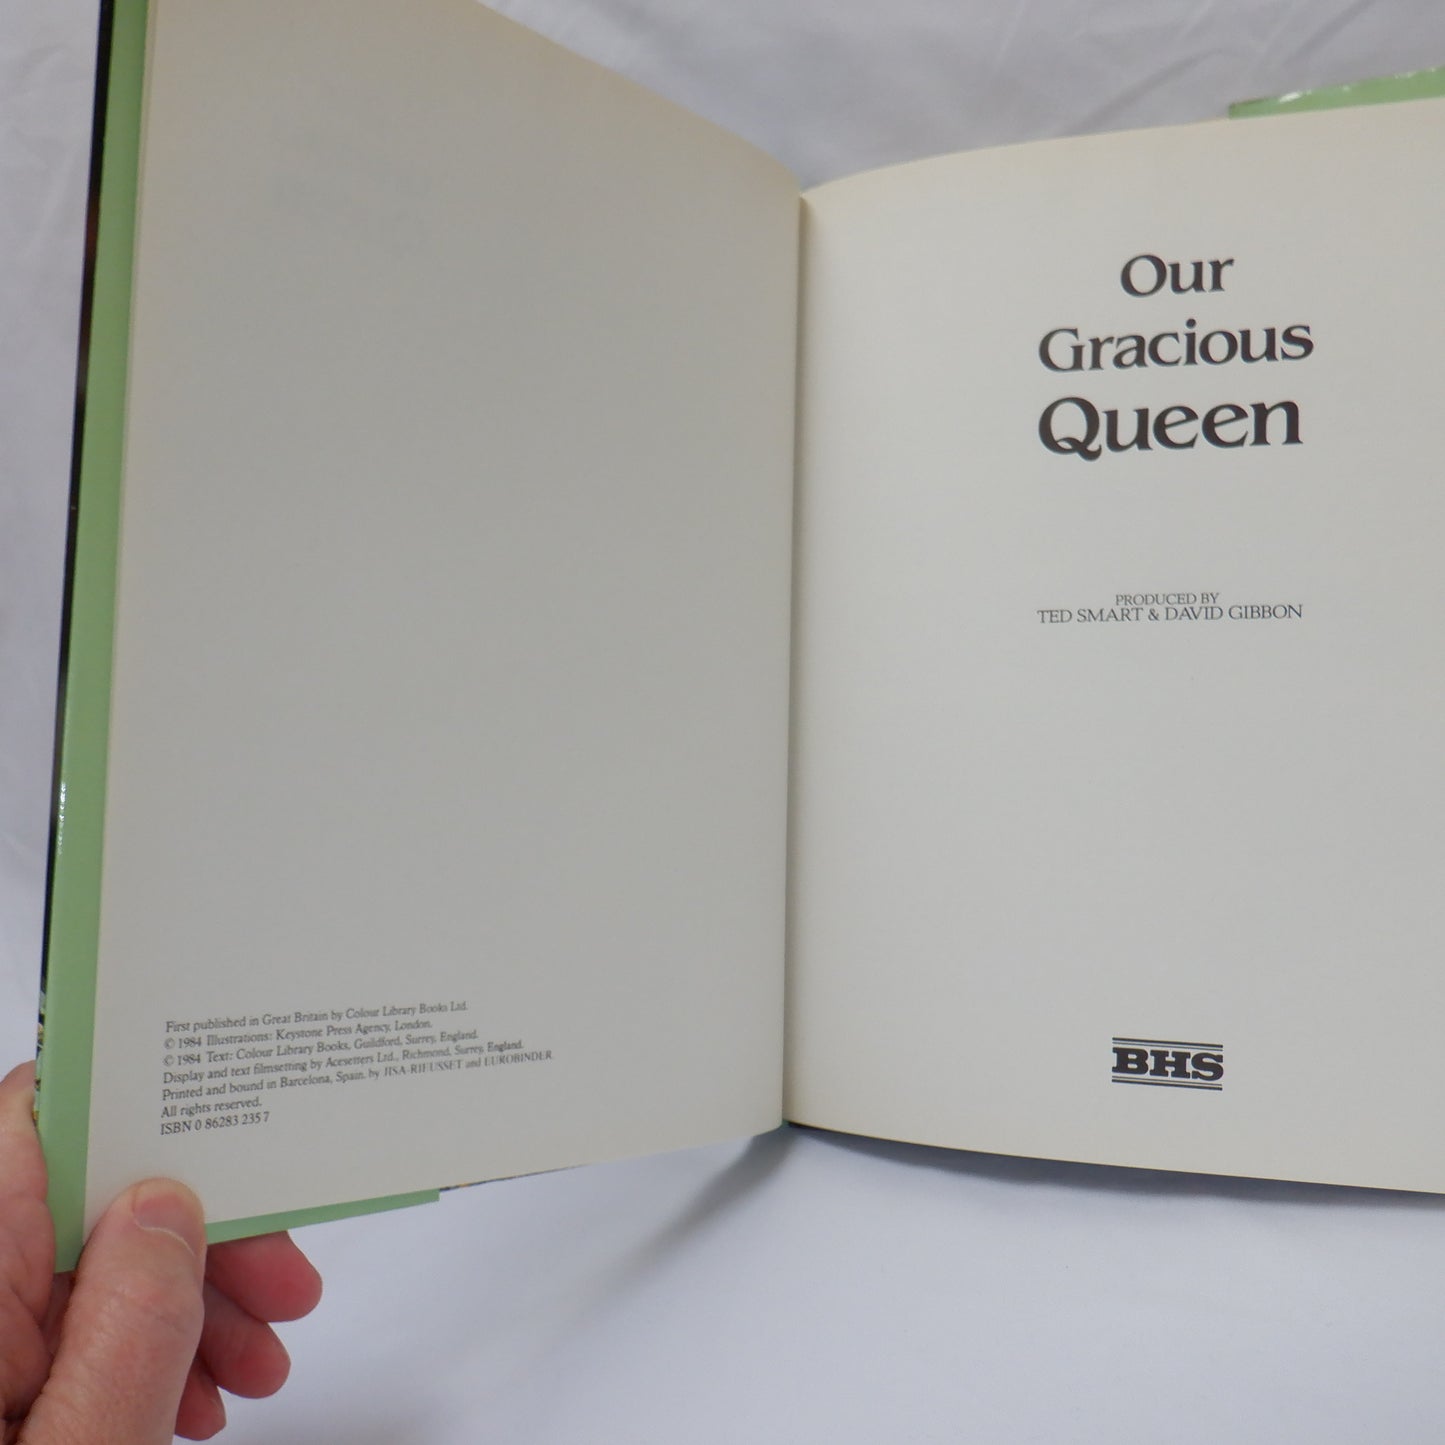 First published in Great Britain by Colour Library Books Ltd.
© 1984 Illustrations: Keystone Press Agency, London.
© 1984 Text: Colour Library Books, Guildford, Surrey, England.
Display and text filmsetting by Acesetters Ltd., Richmond, Surrey, England.
Printed and bound in Barcelona, Spain. by JISA-RIEUSSET and EUROBINDER.
All rights reserved.
ISBN 0 86283 235 7
Our
Gracious
Queen
PRODUCED BY
TED SMART & DAVID GIBBON
BHS